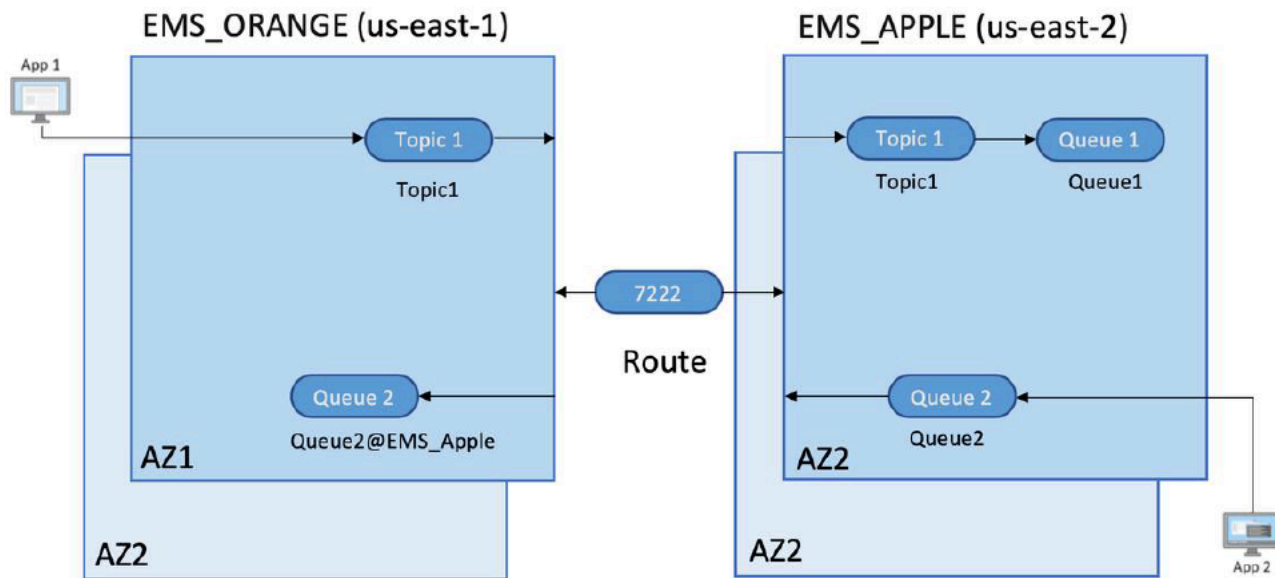 EMS_ORANGE (us-east-1)
EMS_APPLE (us-east-2)
App 1
Topic 1
Topic1
Topic 1
Queue 1
Topic1
Queue1
7222
Route
Queue 2
Queue2@EMS_Apple
Queue 2
Queue2
AZ1
AZ2
AZ2
AZ2
App 2